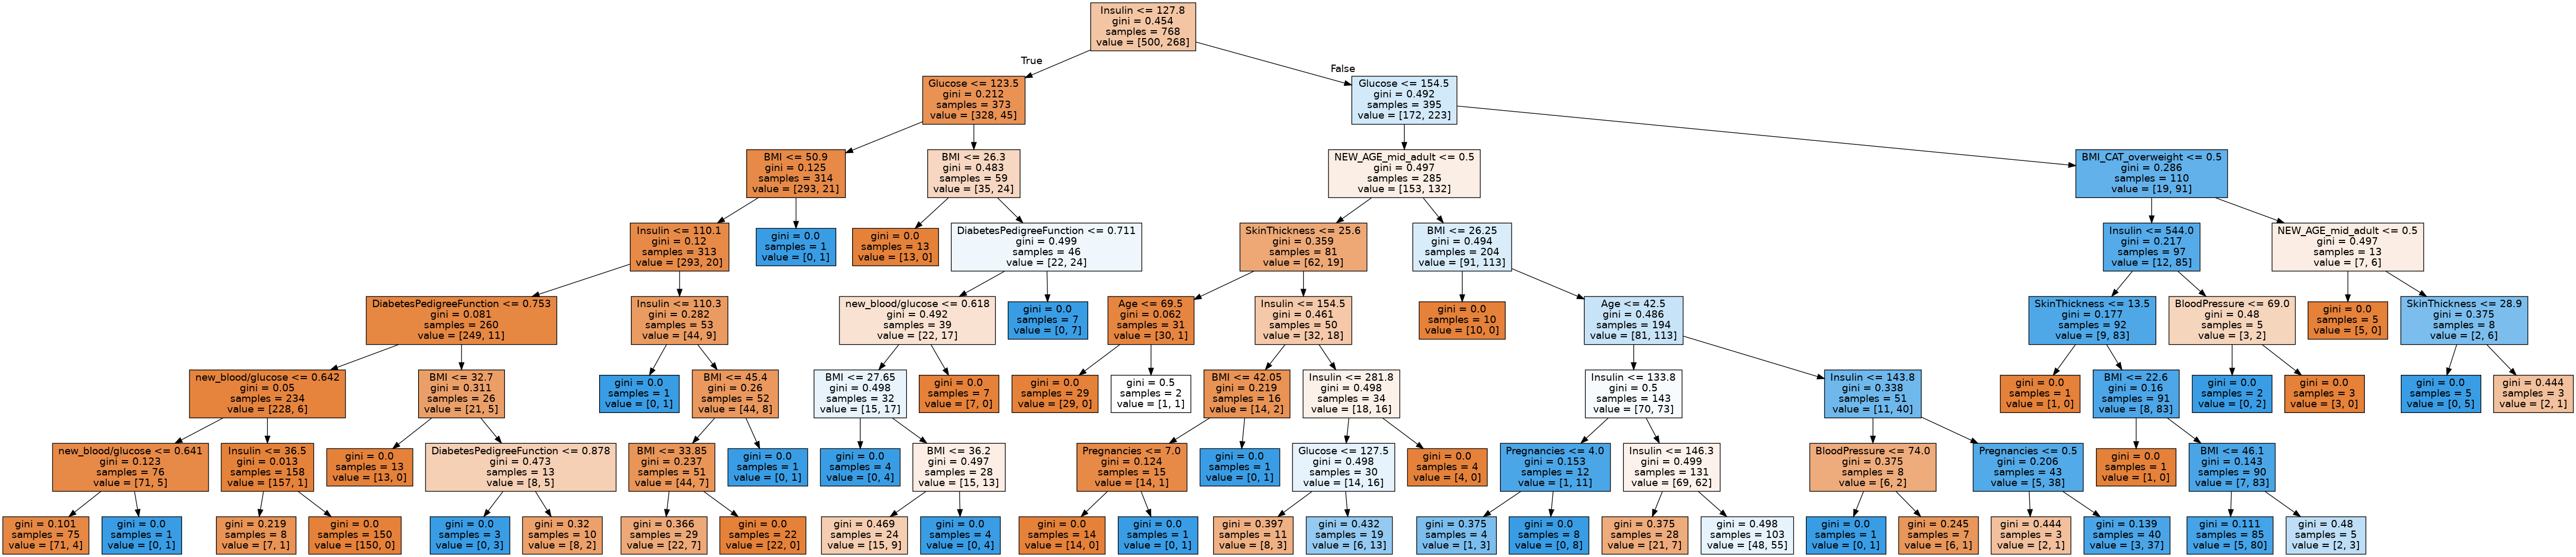 Insulin <= 127.8
gini = 0.454
samples = 768
value = [500, 268]
True
False
Glucose <= 123.5
gini = 0.212
samples = 373
value = [328, 45]
Glucose <= 154.5
gini = 0.492
samples = 395
value = [172, 223]
BMI <= 50.9
gini = 0.125
samples = 314
value = [293, 21]
BMI <= 26.3
gini = 0.483
samples = 59
value = [35, 24]
NEW_AGE_mid_adult <= 0.5
gini = 0.497
samples = 285
value = [153, 132]
BMI_CAT_overweight <= 0.5
gini = 0.286
samples = 110
value = [19, 91]
Insulin <= 110.1
gini = 0.12
samples = 313
value = [293, 20]
gini = 0.0
samples = 1
value = [0, 1]
gini = 0.0
samples = 13
value = [13, 0]
DiabetesPedigreeFunction <= 0.711
gini = 0.499
samples = 46
value = [22, 24]
SkinThickness <= 25.6
gini = 0.359
samples = 81
value = [62, 19]
BMI <= 26.25
gini = 0.494
samples = 204
value = [91, 113]
Insulin <= 544.0
gini = 0.217
samples = 97
value = [12, 85]
NEW_AGE_mid_adult <= 0.5
gini = 0.497
samples = 13
value = [7, 6]
DiabetesPedigreeFunction <= 0.753
gini = 0.081
samples = 260
value = [249, 11]
Insulin <= 110.3
gini = 0.282
samples = 53
value = [44, 9]
new_blood/glucose <= 0.618
gini = 0.492
samples = 39
value = [22, 17]
gini = 0.0
samples = 7
value = [0, 7]
Age <= 69.5
gini = 0.062
samples = 31
value = [30, 1]
Insulin <= 154.5
gini = 0.461
samples = 50
value = [32, 18]
gini = 0.0
samples = 10
value = [10, 0]
Age <= 42.5
gini = 0.486
samples = 194
value = [81, 113]
SkinThickness <= 13.5
gini = 0.177
samples = 92
value = [9, 83]
BloodPressure <= 69.0
gini = 0.48
samples = 5
value = [3, 2]
gini = 0.0
samples = 5
value = [5, 0]
SkinThickness <= 28.9
gini = 0.375
samples = 8
value = [2, 6]
new_blood/glucose <= 0.642
gini = 0.05
samples = 234
value = [228, 6]
BMI <= 32.7
gini = 0.311
samples = 26
value = [21, 5]
gini = 0.0
samples = 1
value = [0, 1]
BMI <= 45.4
gini = 0.26
samples = 52
value = [44, 8]
BMI <= 27.65
gini = 0.498
samples = 32
value = [15, 17]
gini = 0.0
samples = 7
value = [7, 0]
gini = 0.0
samples = 29
value = [29, 0]
gini = 0.5
samples = 2
value = [1, 1]
BMI <= 42.05
gini = 0.219
samples = 16
value = [14, 2]
Insulin <= 281.8
gini = 0.498
samples = 34
value = [18, 16]
Insulin <= 133.8
gini = 0.5
samples = 143
value = [70, 73]
Insulin <= 143.8
gini = 0.338
samples = 51
value = [11, 40]
gini = 0.0
samples = 1
value = [1, 0]
BMI <= 22.6
gini = 0.16
samples = 91
value = [8, 83]
gini = 0.0
samples = 2
value = [0, 2]
gini = 0.0
samples = 3
value = [3, 0]
gini = 0.0
samples = 5
value = [0, 5]
gini = 0.444
samples = 3
value = [2, 1]
new_blood/glucose <= 0.641
gini = 0.123
samples = 76
value = [71, 5]
Insulin <= 36.5
gini = 0.013
samples = 158
value = [157, 1]
gini = 0.0
samples = 13
value = [13, 0]
DiabetesPedigreeFunction <= 0.878
gini = 0.473
samples = 13
value = [8, 5]
BMI <= 33.85
gini = 0.237
samples = 51
value = [44, 7]
gini = 0.0
samples = 1
value = [0, 1]
gini = 0.0
samples = 4
value = [0, 4]
BMI <= 36.2
gini = 0.497
samples = 28
value = [15, 13]
Pregnancies <= 7.0
gini = 0.124
samples = 15
value = [14, 1]
gini = 0.0
samples = 1
value = [0, 1]
Glucose <= 127.5
gini = 0.498
samples = 30
value = [14, 16]
gini = 0.0
samples = 4
value = [4, 0]
Pregnancies <= 4.0
gini = 0.153
samples = 12
value = [1, 11]
Insulin <= 146.3
gini = 0.499
samples = 131
value = [69, 62]
BloodPressure <= 74.0
gini = 0.375
samples = 8
value = [6, 2]
Pregnancies <= 0.5
gini = 0.206
samples = 43
value = [5, 38]
gini = 0.0
samples = 1
value = [1, 0]
BMI <= 46.1
gini = 0.143
samples = 90
value = [7, 83]
gini = 0.101
samples = 75
value = [71, 4]
gini = 0.0
samples = 1
value = [0, 1]
gini = 0.219
samples = 8
value = [7, 1]
gini = 0.0
samples = 150
value = [150, 0]
gini = 0.0
samples = 3
value = [0, 3]
gini = 0.32
samples = 10
value = [8, 2]
gini = 0.366
samples = 29
value = [22, 7]
gini = 0.0
samples = 22
value = [22, 0]
gini = 0.469
samples = 24
value = [15, 9]
gini = 0.0
samples = 4
value = [0, 4]
gini = 0.0
samples = 14
value = [14, 0]
gini = 0.0
samples = 1
value = [0, 1]
gini = 0.397
samples = 11
value = [8, 3]
gini = 0.432
samples = 19
value = [6, 13]
gini = 0.375
samples = 4
value = [1, 3]
gini = 0.0
samples = 8
value = [0, 8]
gini = 0.375
samples = 28
value = [21, 7]
gini = 0.498
samples = 103
value = [48, 55]
gini = 0.0
samples = 1
value = [0, 1]
gini = 0.245
samples = 7
value = [6, 1]
gini = 0.444
samples = 3
value = [2, 1]
gini = 0.139
samples = 40
value = [3, 37]
gini = 0.111
samples = 85
value = [5, 80]
gini = 0.48
samples = 5
value = [2, 3]